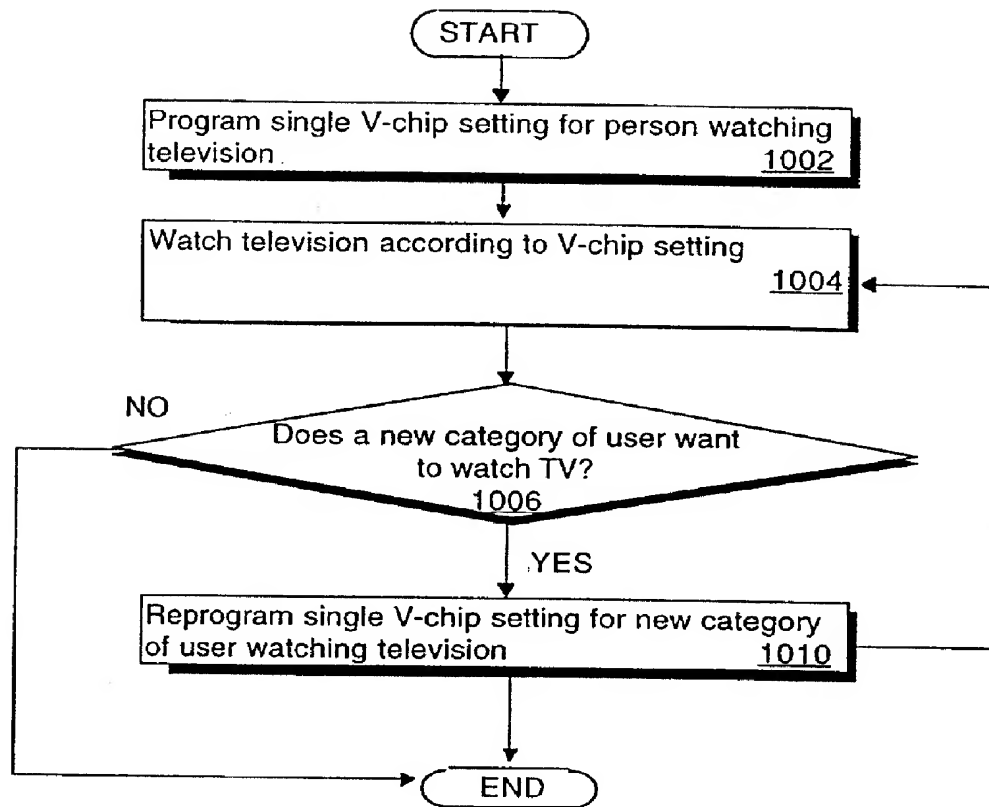 START
Program single V-chip setting for person watching
television
1002
Watch television according to V-chip setting
1004
NO
Does a new category of user want
to watch TV?
1006
YES
Reprogram single V-chip setting for new category
of user watching television
1010
END